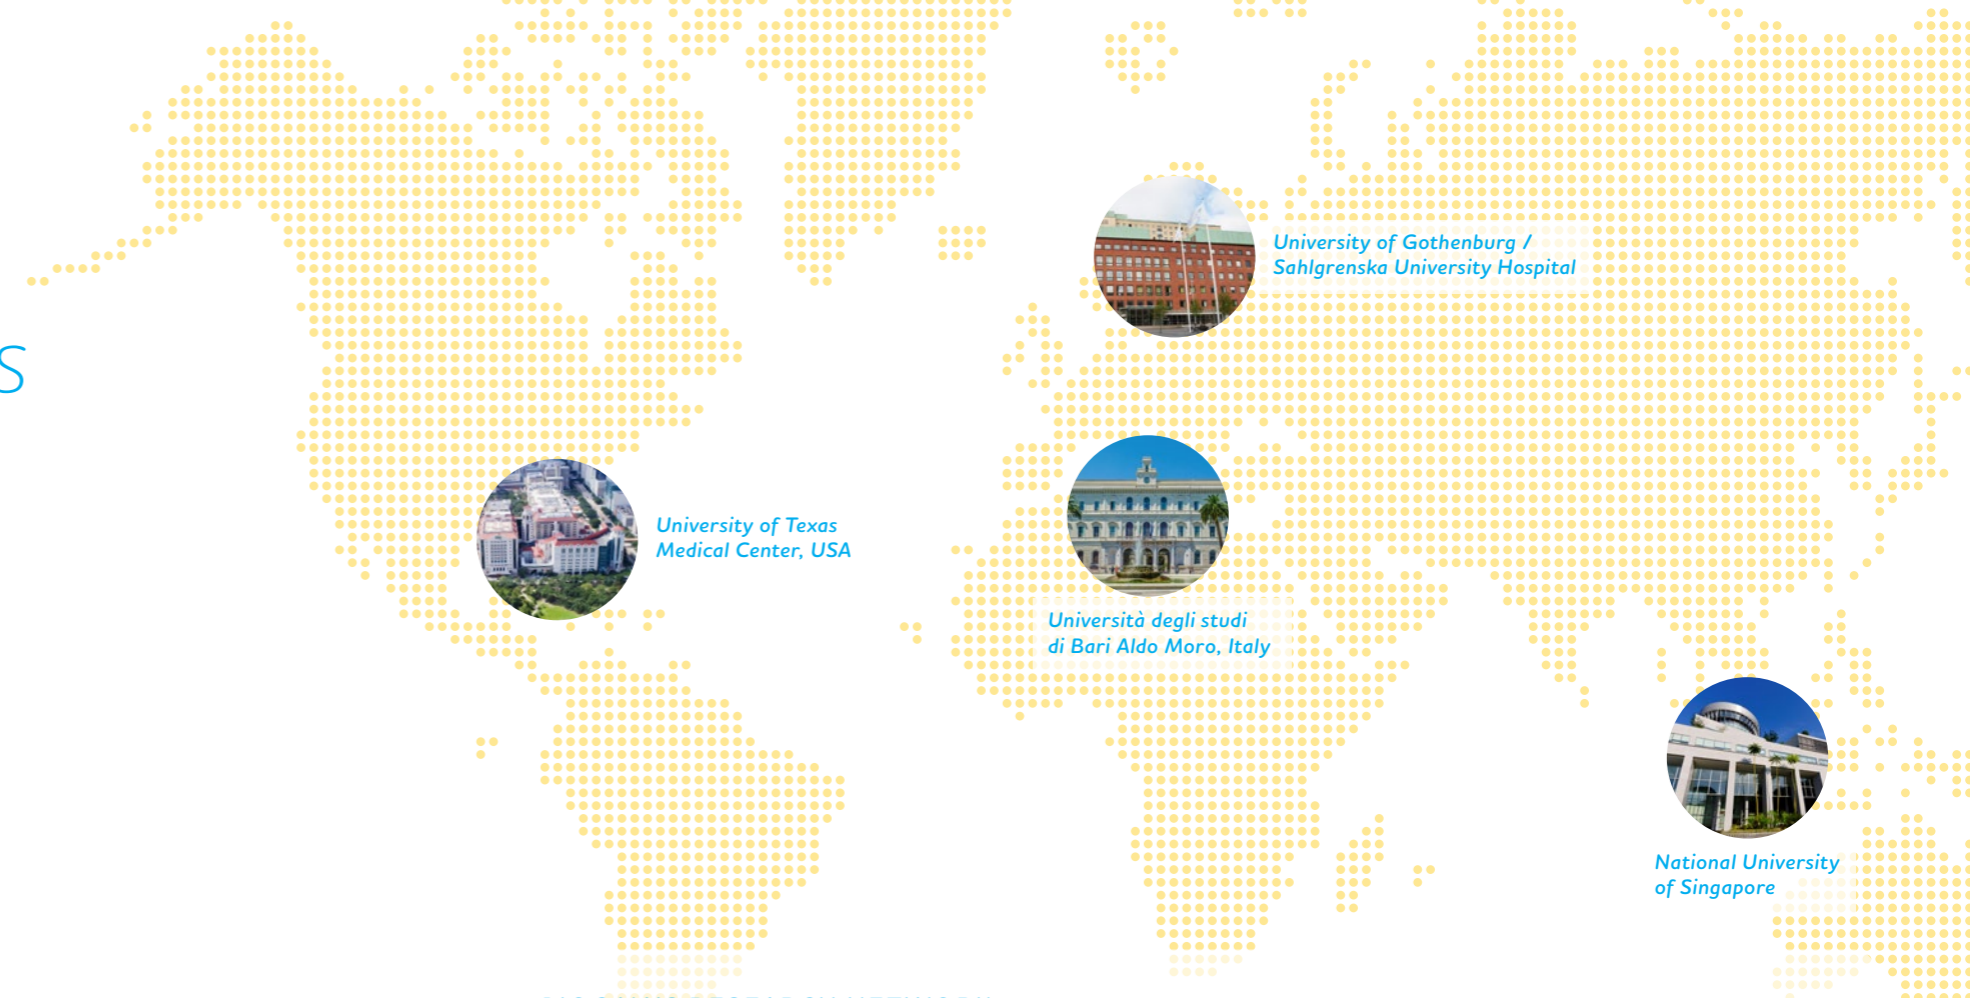 University of Gothenburg /
Sahlgrenska University Hospital
S
University of Texas
Medical Center, USA
Università degli studi
di Bari Aldo Moro, Italy
National University
of Singapore